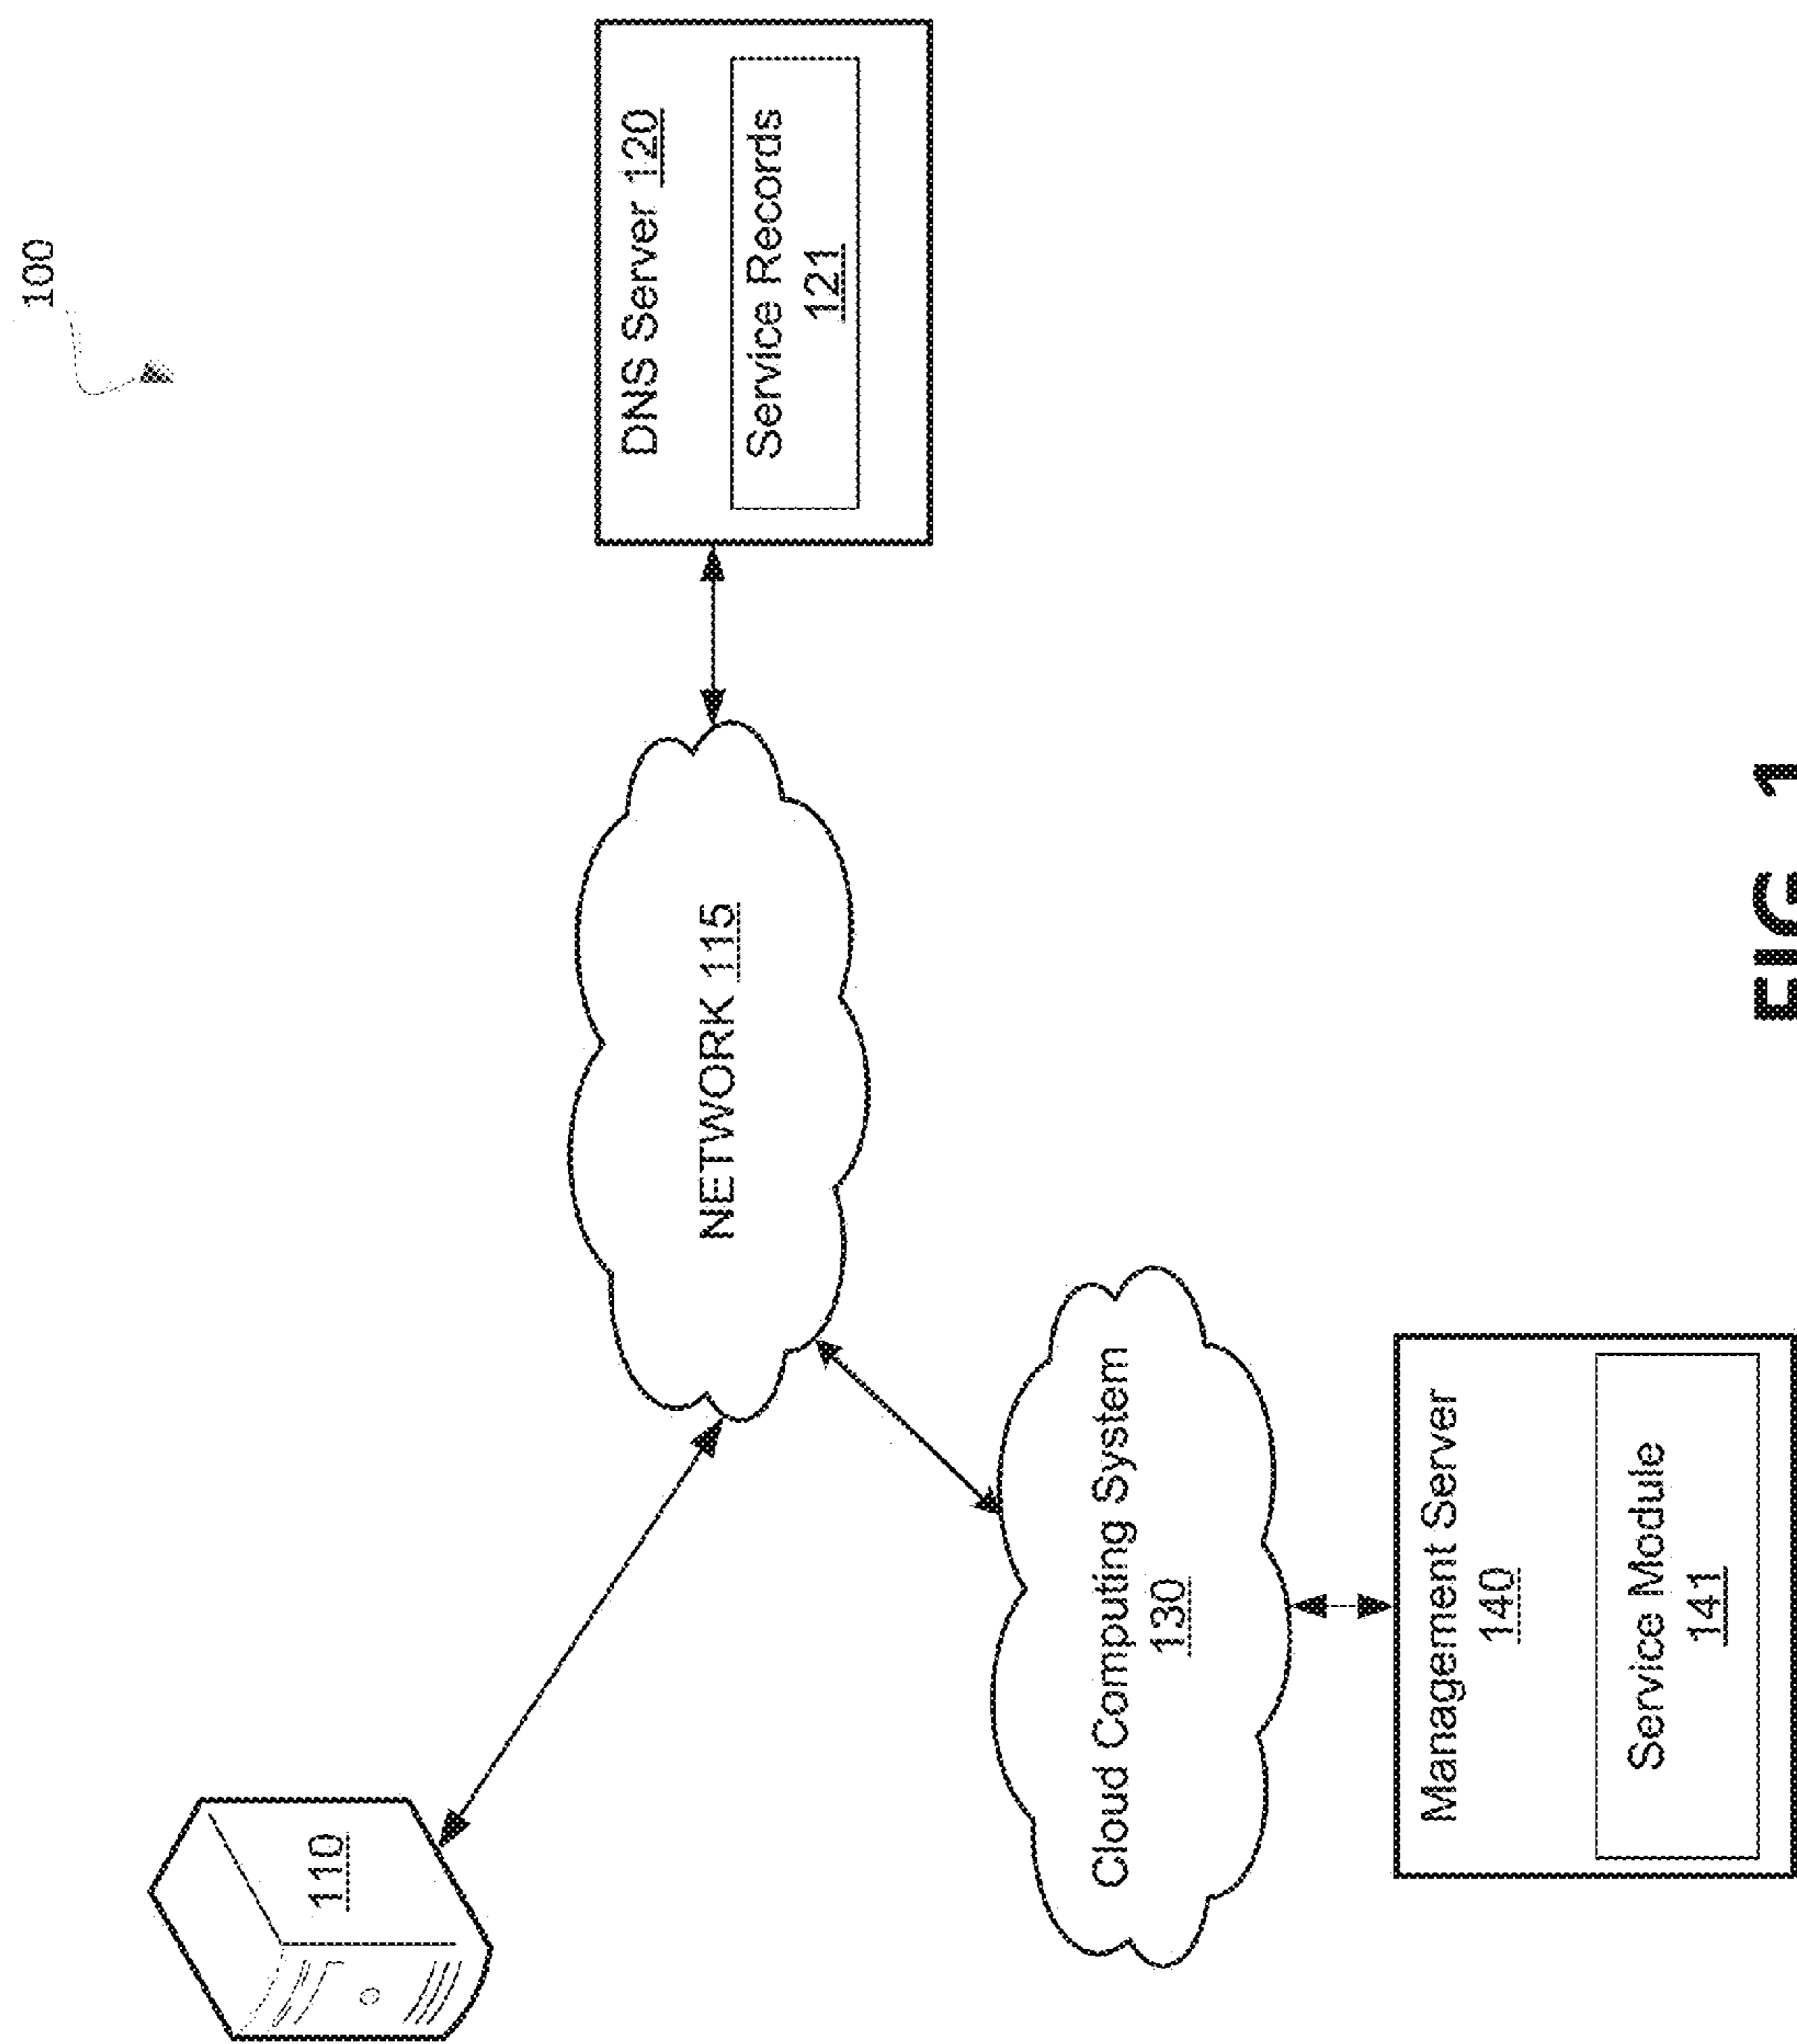 100
110
NETWORK 115
DNS Server 120
Service Records
121
Cloud Computing System
130
Management Server
140
Service Module
141
FIG. 1